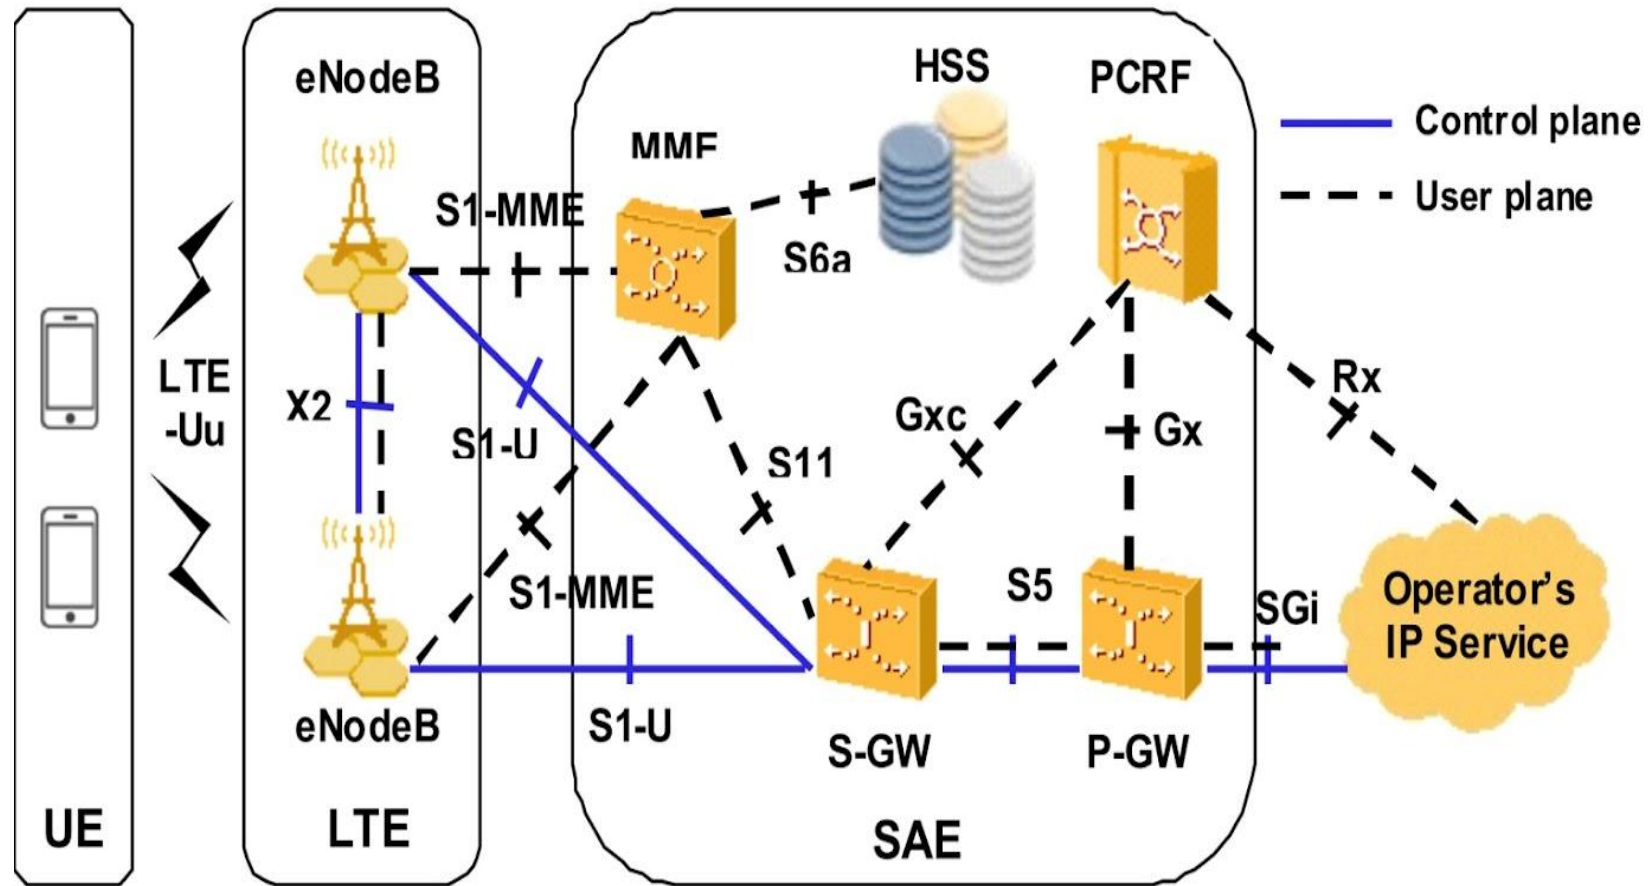 eNodeB
HSS
PCRF
Control plane
MMF
User plane
S1-MME
S6a
LTE
-Uu
X2
S1-U
Rx
Gxc
Gx
S11
S1-MME
S5
SGi
Operator's
IP Service
eNodeB
S1-U
S-GW
P-GW
UE
LTE
SAE